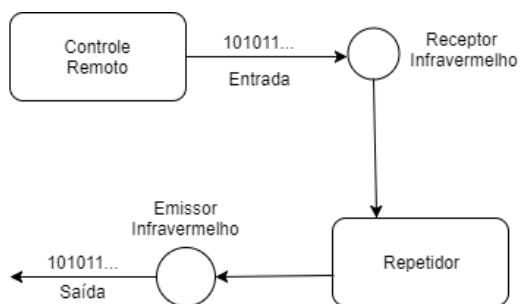 Controle
Remoto
101011...
Entrada
Receptor
Infravermelho
Emissor
Infravermelho
101011...
Saída
Repetidor